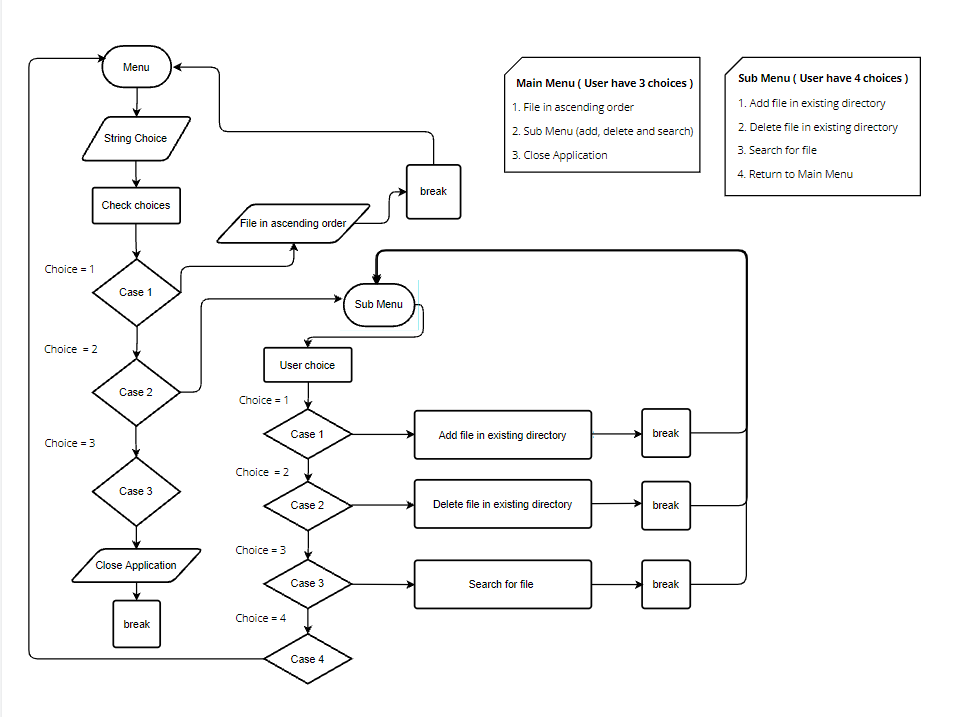 Menu
String Choice
Check choices
Choice = 1
Case 1
File in ascending order
break
Choice = 2
Case 2
Choice = 3
Case 3
Close Application
break
Main Menu ( User have 3 choices )
1. File in ascending order
2. Sub Menu (add, delete and search)
3. Close Application
Sub Menu ( User have 4 choices )
1. Add file in existing directory
2. Delete file in existing directory
3. Search for file
4. Return to Main Menu
Sub Menu
User choice
Choice = 1
Case 1
Add file in existing directory
break
Choice = 2
Case 2
Delete file in existing directory
break
Choice = 3
Case 3
Search for file
break
Choice = 4
Case 4